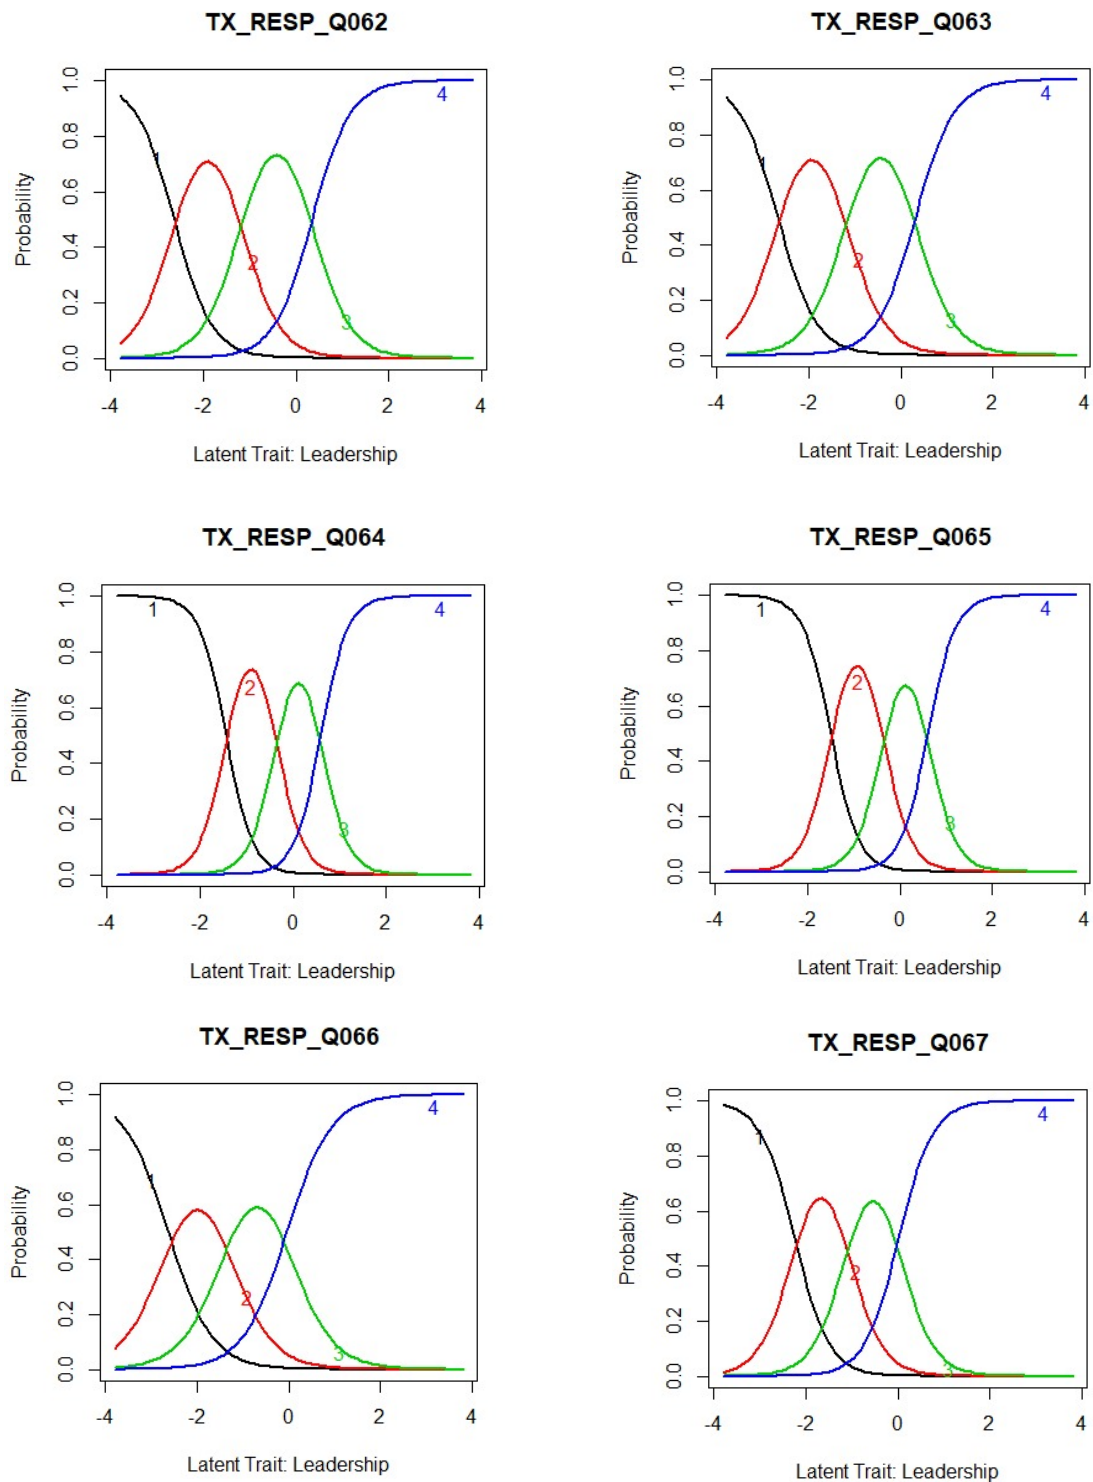 TX_RESP_Q062
Probability
0.0 0.2 0.4 0.6 0.8 1.0
1
2
3
4
-4 -2 0 2 4
Latent Trait: Leadership
TX_RESP_Q063
Probability
0.0 0.2 0.4 0.6 0.8 1.0
1
2
3
4
-4 -2 0 2 4
Latent Trait: Leadership
TX_RESP_Q064
Probability
0.0 0.2 0.4 0.6 0.8 1.0
1
2
3
4
-4 -2 0 2 4
Latent Trait: Leadership
TX_RESP_Q065
Probability
0.0 0.2 0.4 0.6 0.8 1.0
1
2
3
4
-4 -2 0 2 4
Latent Trait: Leadership
TX_RESP_Q066
Probability
0.0 0.2 0.4 0.6 0.8 1.0
1
2
3
4
-4 -2 0 2 4
Latent Trait: Leadership
TX_RESP_Q067
Probability
0.0 0.2 0.4 0.6 0.8 1.0
1
2
3
4
-4 -2 0 2 4
Latent Trait: Leadership